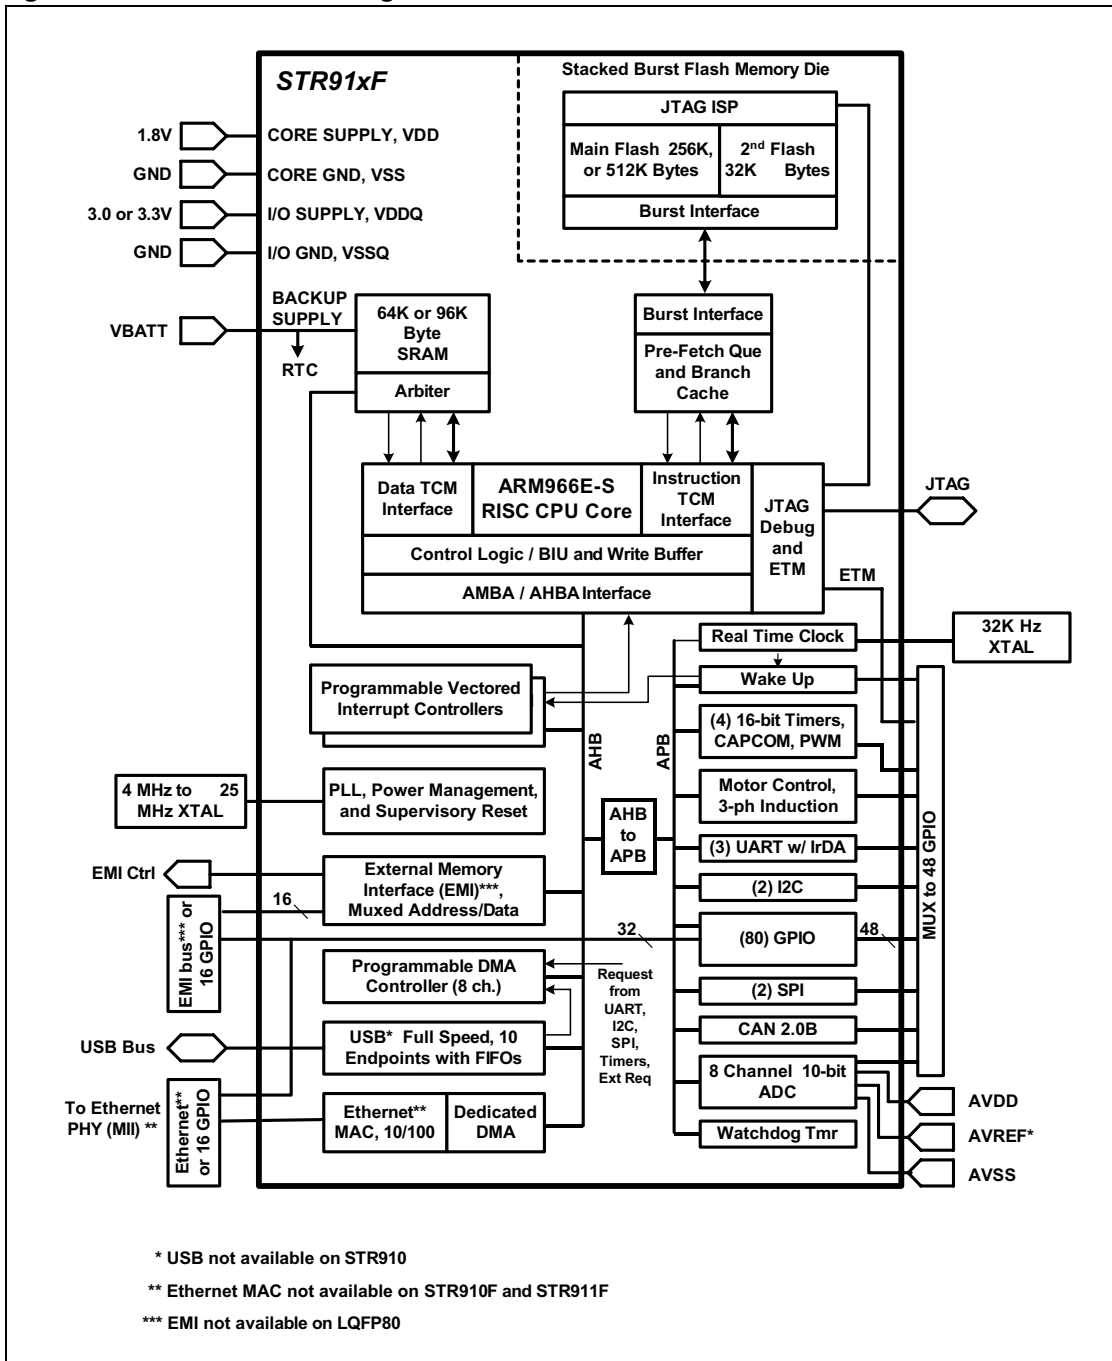 STR91xF
Stacked Burst Flash Memory Die
JTAG ISP
Main Flash 256K,
or 512K Bytes
2nd Flash
32K Bytes
Burst Interface
1.8V
CORE SUPPLY, VDD
GND
CORE GND, VSS
3.0 or 3.3V
I/O SUPPLY, VDDQ
GND
I/O GND, VSSQ
VBATT
BACKUP
SUPPLY
RTC
64K or 96K
Byte
SRAM
Arbiter
Burst Interface
Pre-Fetch Que
and Branch
Cache
Data TCM
Interface
ARM966E-S
RISC CPU Core
Instruction
TCM
Interface
JTAG
Debug
and
ETM
JTAG
Control Logic / BIU and Write Buffer
AMBA / AHBA Interface
ETM
Real Time Clock
32K Hz
XTAL
Wake Up
Programmable Vectored
Interrupt Controllers
AHB
APB
(4) 16-bit Timers,
CAPCOM, PWM
4 MHz to 25
MHz XTAL
PLL, Power Management,
and Supervisory Reset
Motor Control,
3-ph Induction
AHB
to
APB
(3) UART w/ IrDA
MUX to 48 GPIO
EMI Ctrl
External Memory
Interface (EMI)***,
Muxed Address/Data
16
(2) I2C
EMI bus*** or
16 GPIO
32
(80) GPIO
48
Programmable DMA
Controller (8 ch.)
Request
from
UART,
I2C,
SPI,
Timers,
Ext Req
(2) SPI
USB Bus
USB* Full Speed, 10
Endpoints with FIFOs
CAN 2.0B
8 Channel 10-bit
ADC
To Ethernet
PHY (MII) **
Ethernet**
or 16 GPIO
Ethernet**
MAC, 10/100
Dedicated
DMA
Watchdog Tmr
AVDD
AVREF*
AVSS
* USB not available on STR910
** Ethernet MAC not available on STR910F and STR911F
*** EMI not available on LQFP80